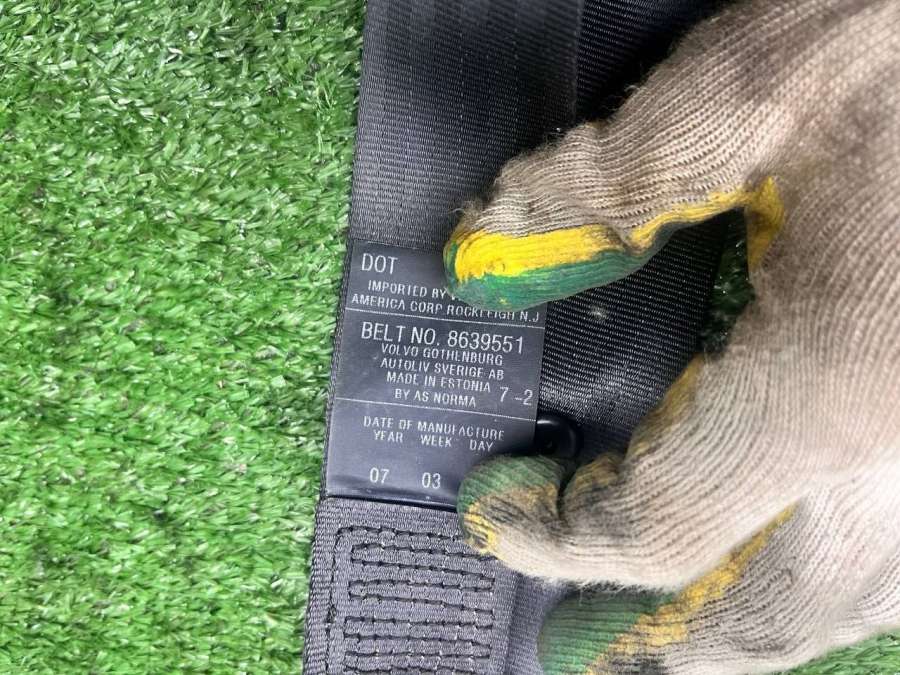 DOT
IMPORTED BY
AMERICA CORP ROCKLEIGH N.J
BELT NO. 8639551
VOLVO GOTHENBURG
AUTOLIV SVERIGE AB
MADE IN ESTONIA 7-2
BY AS NORMA
DATE OF MANUFACTURE
YEAR WEEK DAY
07 03